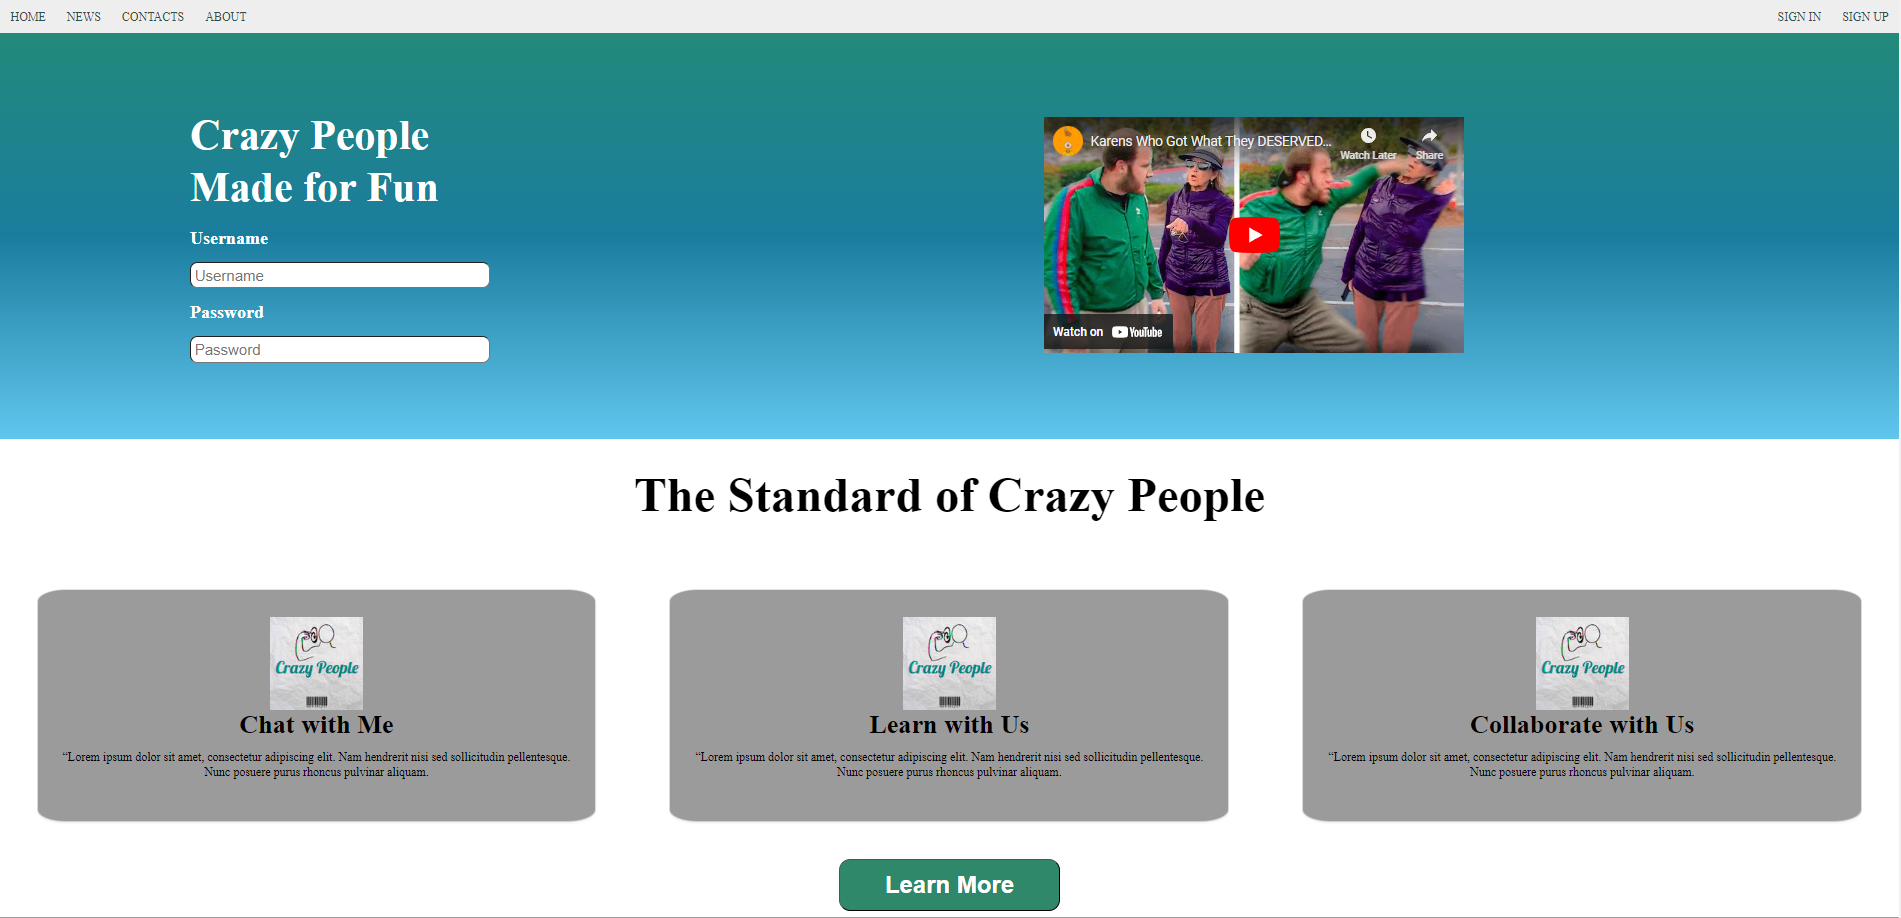 HOME NEWS CONTACTS ABOUT SIGN IN SIGN UP
Crazy People
Made for Fun
Username
Username
Password
Password
Karens Who Got What They DESERVED...
Watch Later Share
Watch on YouTube
The Standard of Crazy People
Crazy People
Chat with Me
“Lorem ipsum dolor sit amet, consectetur adipiscing elit. Nam hendrerit nisi sed sollicitudin pellentesque.
Nunc posuere purus rhoncus pulvinar aliquam.
Crazy People
Learn with Us
“Lorem ipsum dolor sit amet, consectetur adipiscing elit. Nam hendrerit nisi sed sollicitudin pellentesque.
Nunc posuere purus rhoncus pulvinar aliquam.
Crazy People
Collaborate with Us
“Lorem ipsum dolor sit amet, consectetur adipiscing elit. Nam hendrerit nisi sed sollicitudin pellentesque.
Nunc posuere purus rhoncus pulvinar aliquam.
Learn More